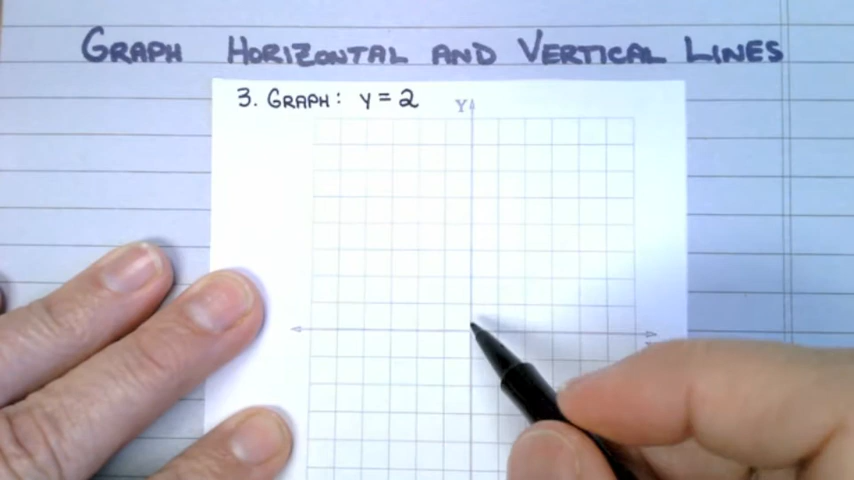 GRAPH HORIZONTAL AND VERTICAL LINES
3. GRAPH: y = 2
Y